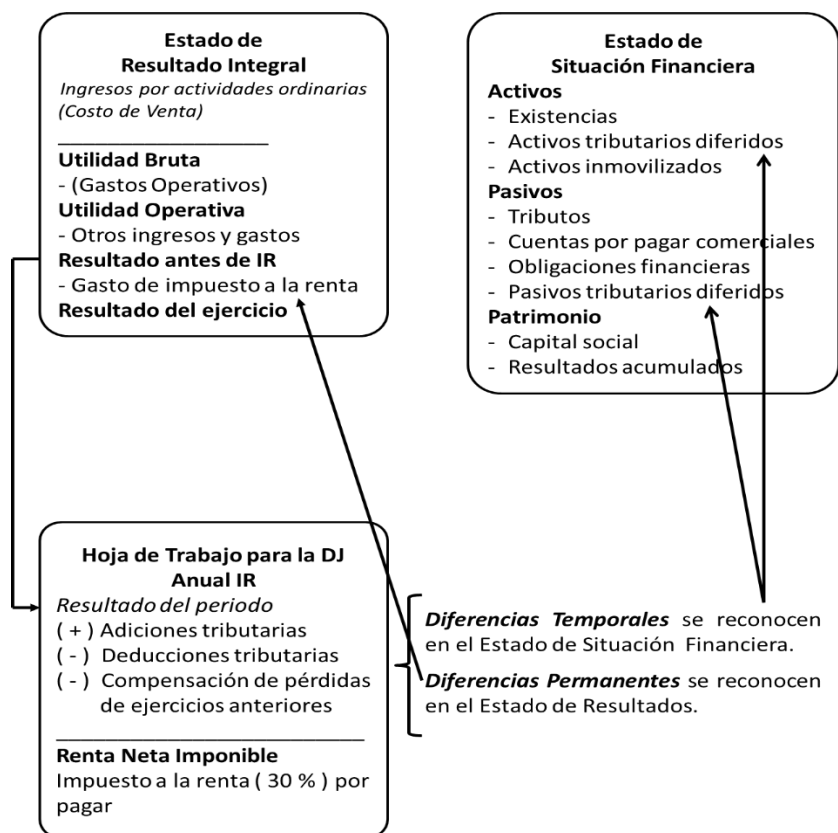 Estado de
Resultado Integral
Ingresos por actividades ordinarias
(Costo de Venta)
Utilidad Bruta
- (Gastos Operativos)
Utilidad Operativa
- Otros ingresos y gastos
Resultado antes de IR
- Gasto de impuesto a la renta
Resultado del ejercicio
Estado de
Situación Financiera
Activos
- Existencias
- Activos tributarios diferidos
- Activos inmovilizados
Pasivos
- Tributos
- Cuentas por pagar comerciales
- Obligaciones financieras
- Pasivos tributarios diferidos
Patrimonio
- Capital social
- Resultados acumulados
Hoja de Trabajo para la DJ
Anual IR
Resultado del periodo
( + ) Adiciones tributarias
( - ) Deducciones tributarias
( - ) Compensación de pérdidas
de ejercicios anteriores
Renta Neta Imponible
Impuesto a la renta ( 30 % ) por
pagar
Diferencias Temporales se reconocen
en el Estado de Situación Financiera.
Diferencias Permanentes se reconocen
en el Estado de Resultados.